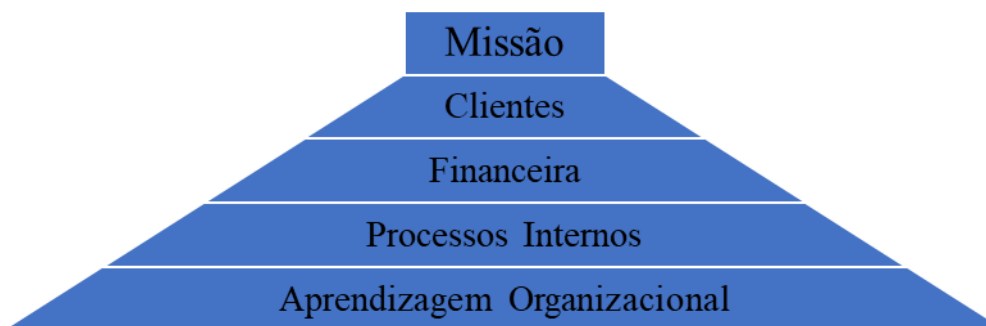 Missão
Clientes
Financeira
Processos Internos
Aprendizagem Organizacional